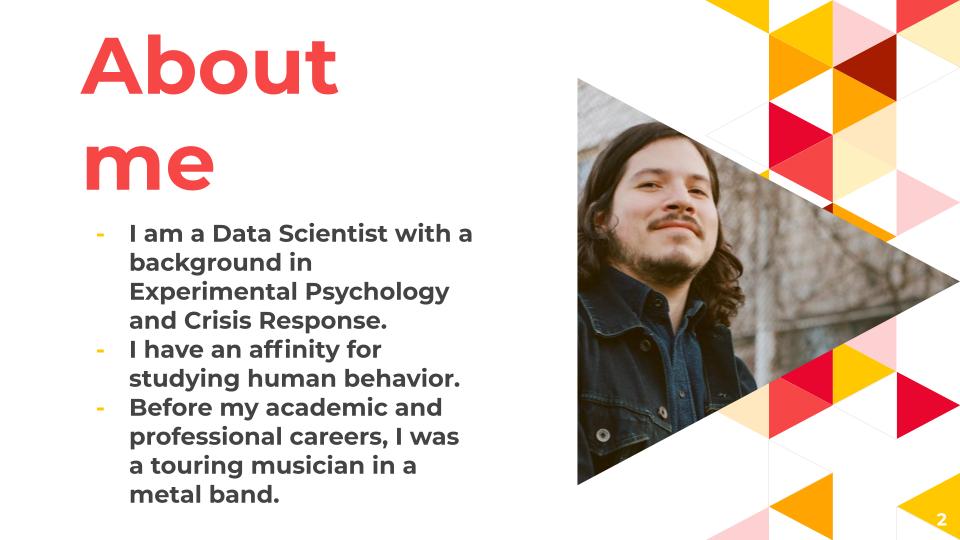 About
me
- I am a Data Scientist with a
background in
Experimental Psychology
and Crisis Response.
- I have an affinity for
studying human behavior.
- Before my academic and
professional careers, I was
a touring musician in a
metal band.
2